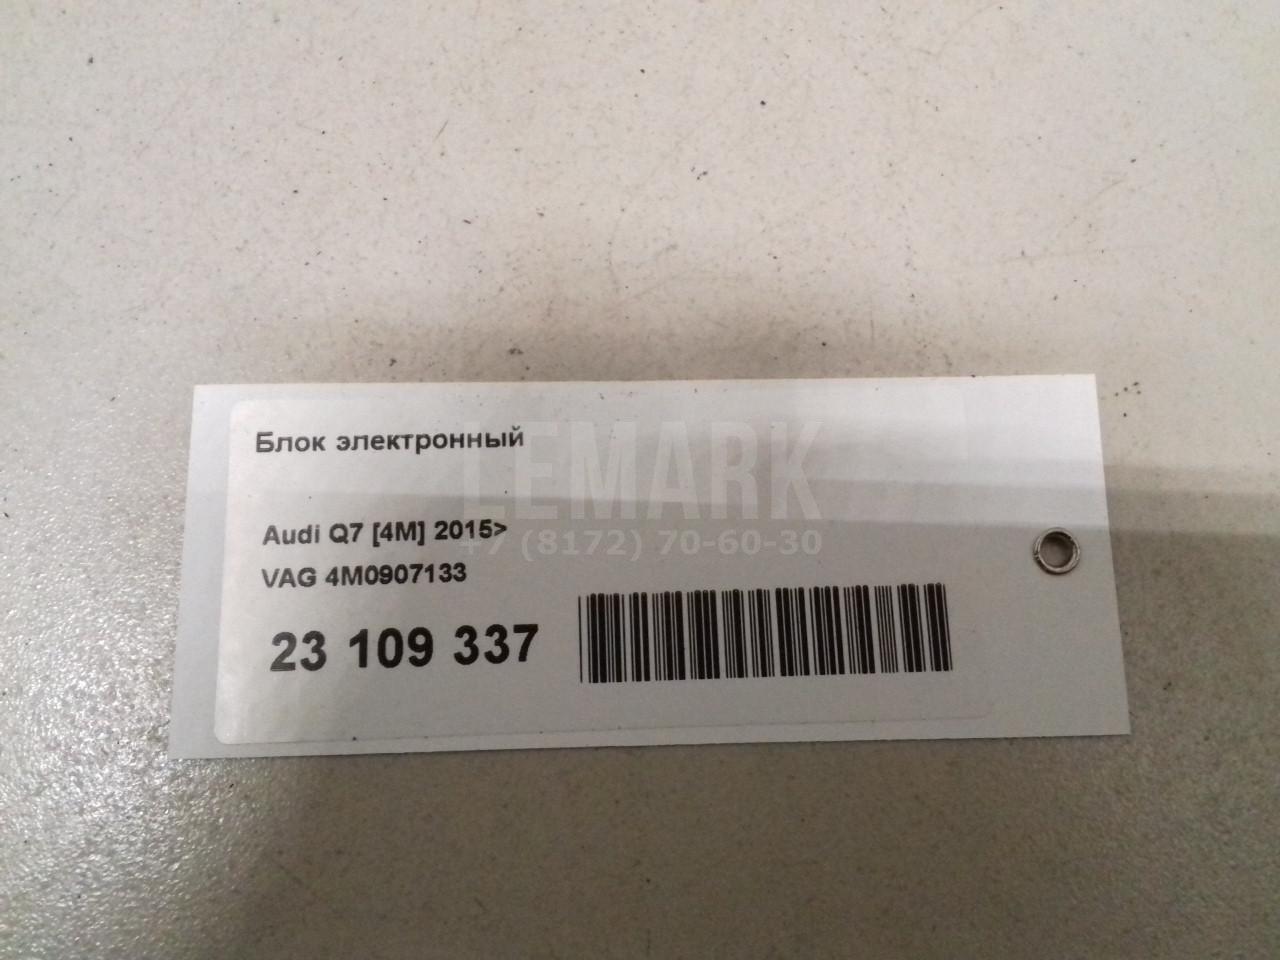 Блок электронный
LEMARK
Audi Q7 [4M] 2015>
+7 (8172) 70-60-30
VAG 4M0907133
23 109 337